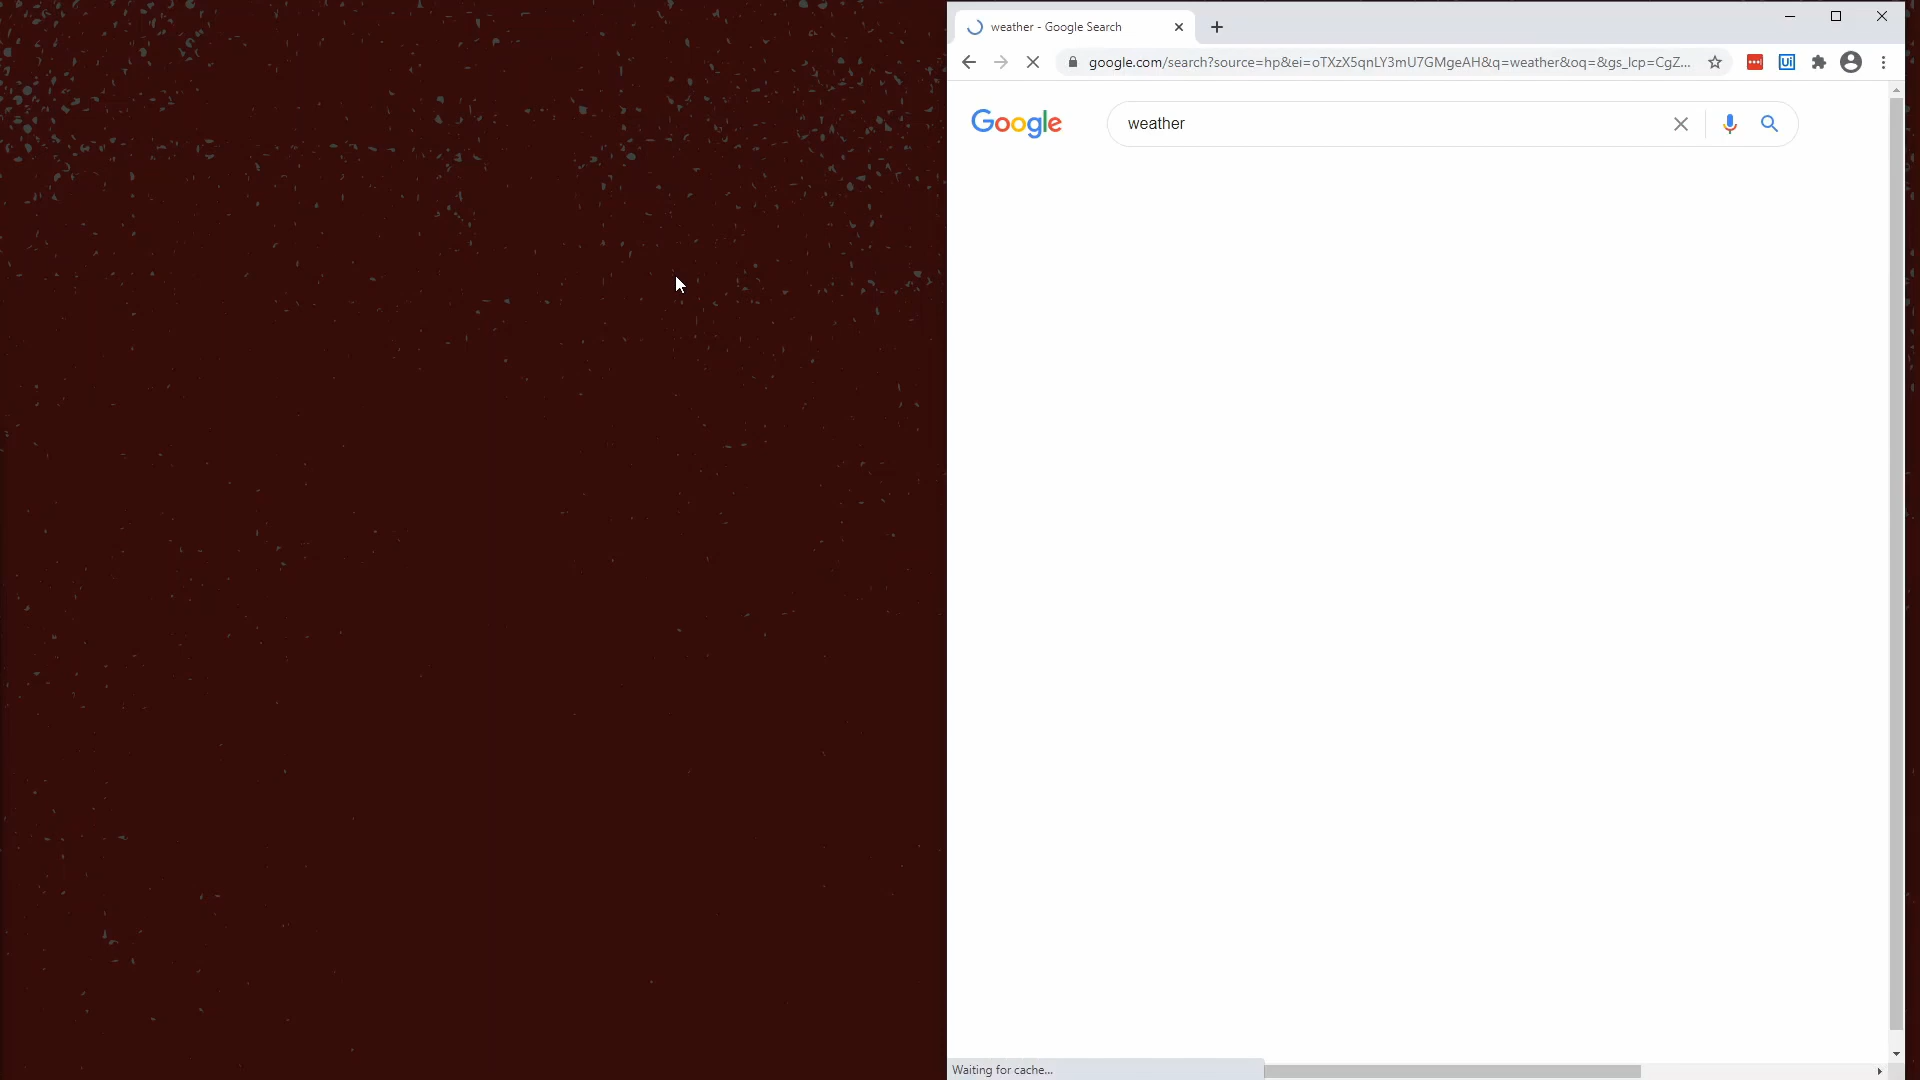 weather - Google Search
google.com/search?source=hp&ei=oTXzX5qnLY3mU7GMgeAH&q=weather&oq=&gs_lcp=CgZ...
Ui
Google
weather
Waiting for cache...